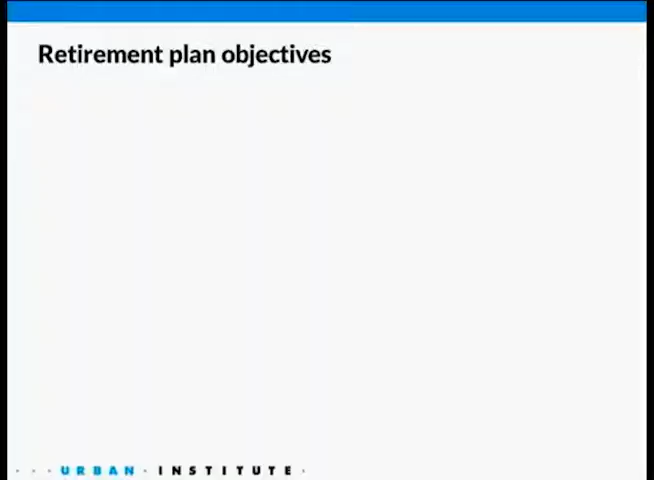 Retirement plan objectives
· · · URBAN · INSTITUTE ·